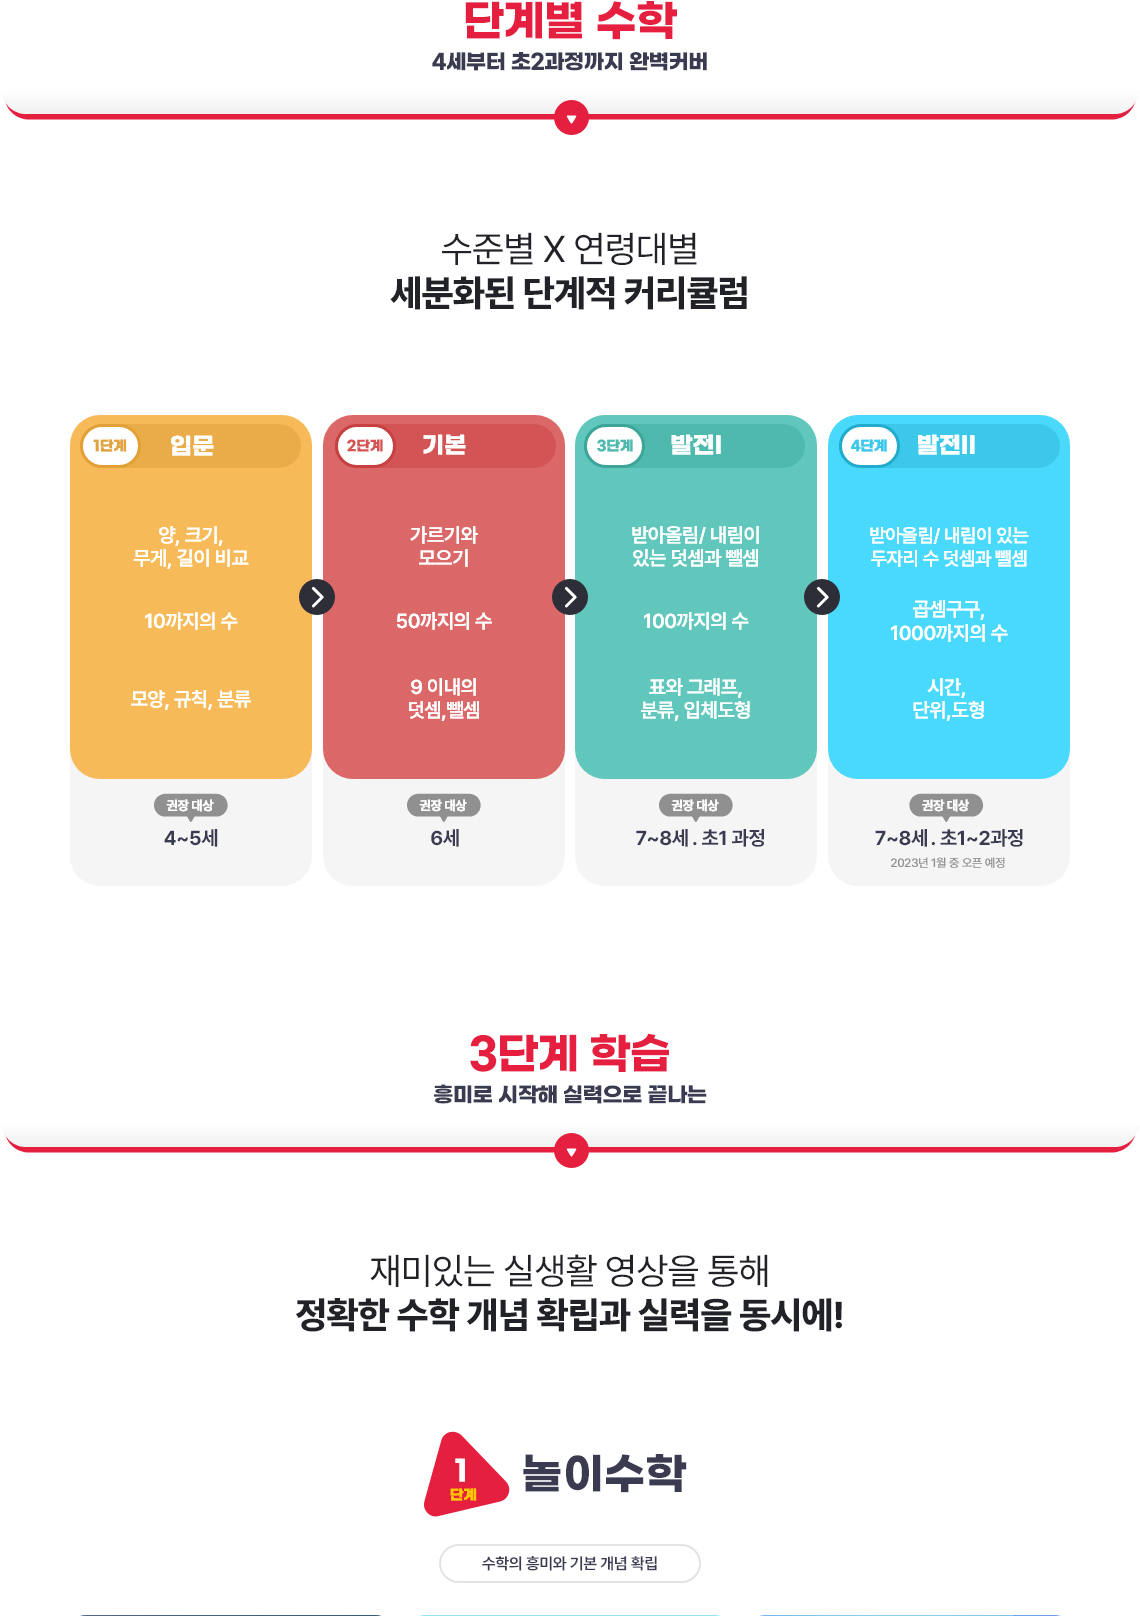 단계별 수학
4세부터 초2과정까지 완벽커버
수준별 X 연령대별
세분화된 단계적 커리큘럼
1단계 입문
양, 크기,
무게, 길이 비교
10까지의 수
모양, 규칙, 분류
권장 대상
4~5세
2단계 기본
가르기와
모으기
50까지의 수
9 이내의
덧셈,뺄셈
권장 대상
6세
3단계 발전I
받아올림/ 내림이
있는 덧셈과 뺄셈
100까지의 수
표와 그래프,
분류, 입체도형
권장 대상
7~8세 . 초1 과정
4단계 발전II
받아올림/ 내림이 있는
두자리 수 덧셈과 뺄셈
곱셈구구,
1000까지의 수
시간,
단위,도형
권장 대상
7~8세 . 초1~2과정
2023년 1월 중 오픈 예정
3단계 학습
흥미로 시작해 실력으로 끝나는
재미있는 실생활 영상을 통해
정확한 수학 개념 확립과 실력을 동시에!
1
단계
놀이수학
수학의 흥미와 기본 개념 확립